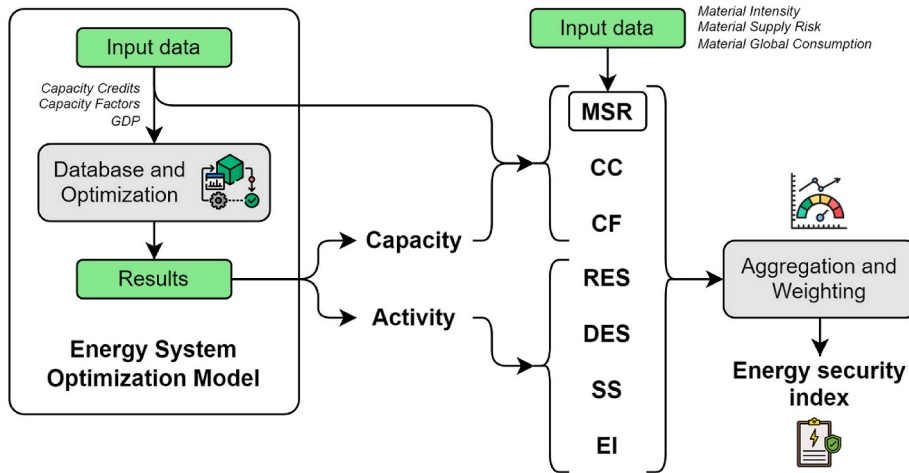 Input data
Capacity Credits
Capacity Factors
GDP
Database and
Optimization
Results
Energy System
Optimization Model
Capacity
Activity
Input data
Material Intensity
Material Supply Risk
Material Global Consumption
MSR
CC
CF
RES
DES
SS
EI
Aggregation and
Weighting
Energy security
index